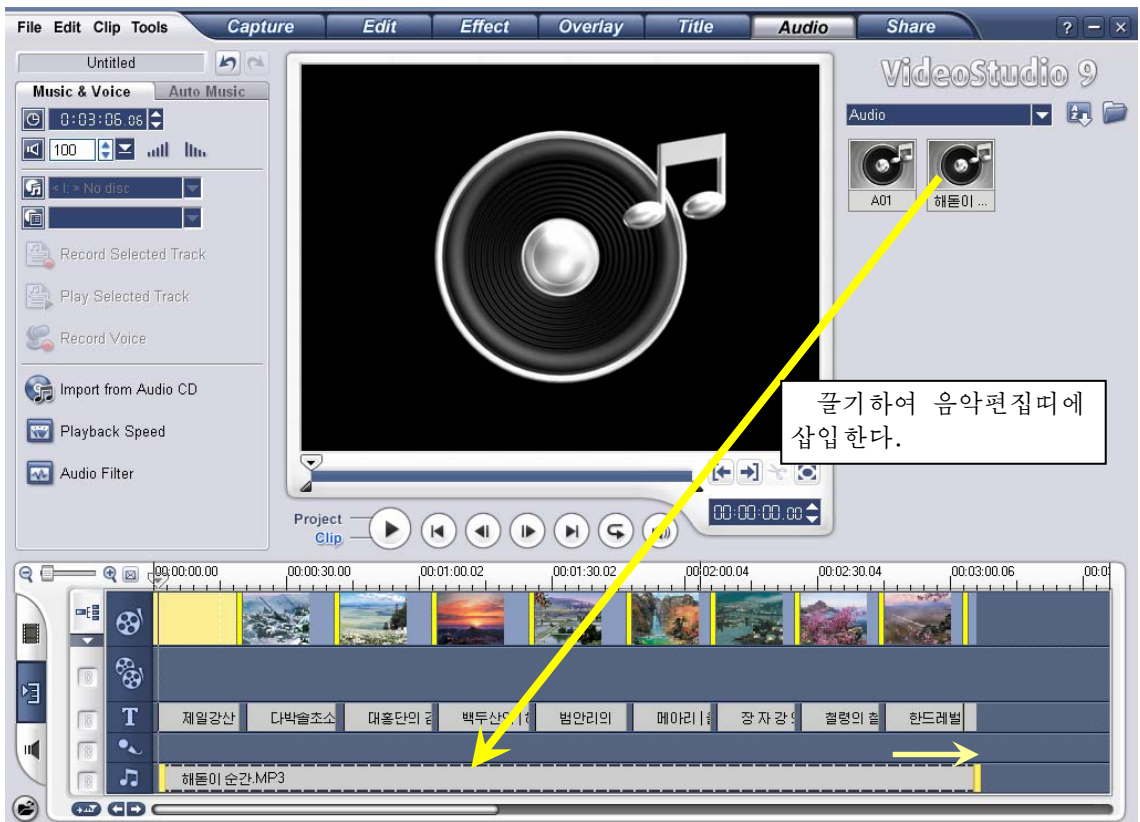 File Edit Clip Tools
Capture Edit Effect Overlay Title Audio Share
Untitled
Music & Voice Auto Music
0:03:06.06
100
< I: > No disc
Record Selected Track
Play Selected Track
Record Voice
Import from Audio CD
Playback Speed
Audio Filter
VideoStudio 9
Audio
A01 해돋이 ...
끌기하여 음악편집띠에
삽입한다.
Project
Clip
00:00:00.00
00:00:00.00 00:00:30.00 00:01:00.02 00:01:30.02 00:02:00.04 00:02:30.04 00:03:00.06 00:0
T 제일강산 다박솔초소 대홍단의 백두산의 범안리의 메아리 장자강 철령의 철 한드레벌
해돋이 순간.MP3